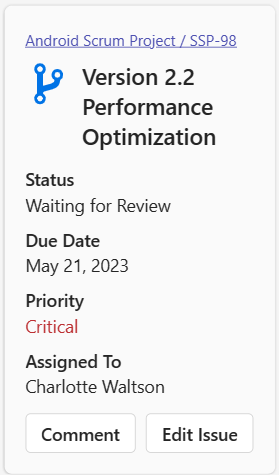 Android Scrum Project / SSP-98
Version 2.2
Performance
Optimization
Status
Waiting for Review
Due Date
May 21, 2023
Priority
Critical
Assigned To
Charlotte Waltson
Comment
Edit Issue